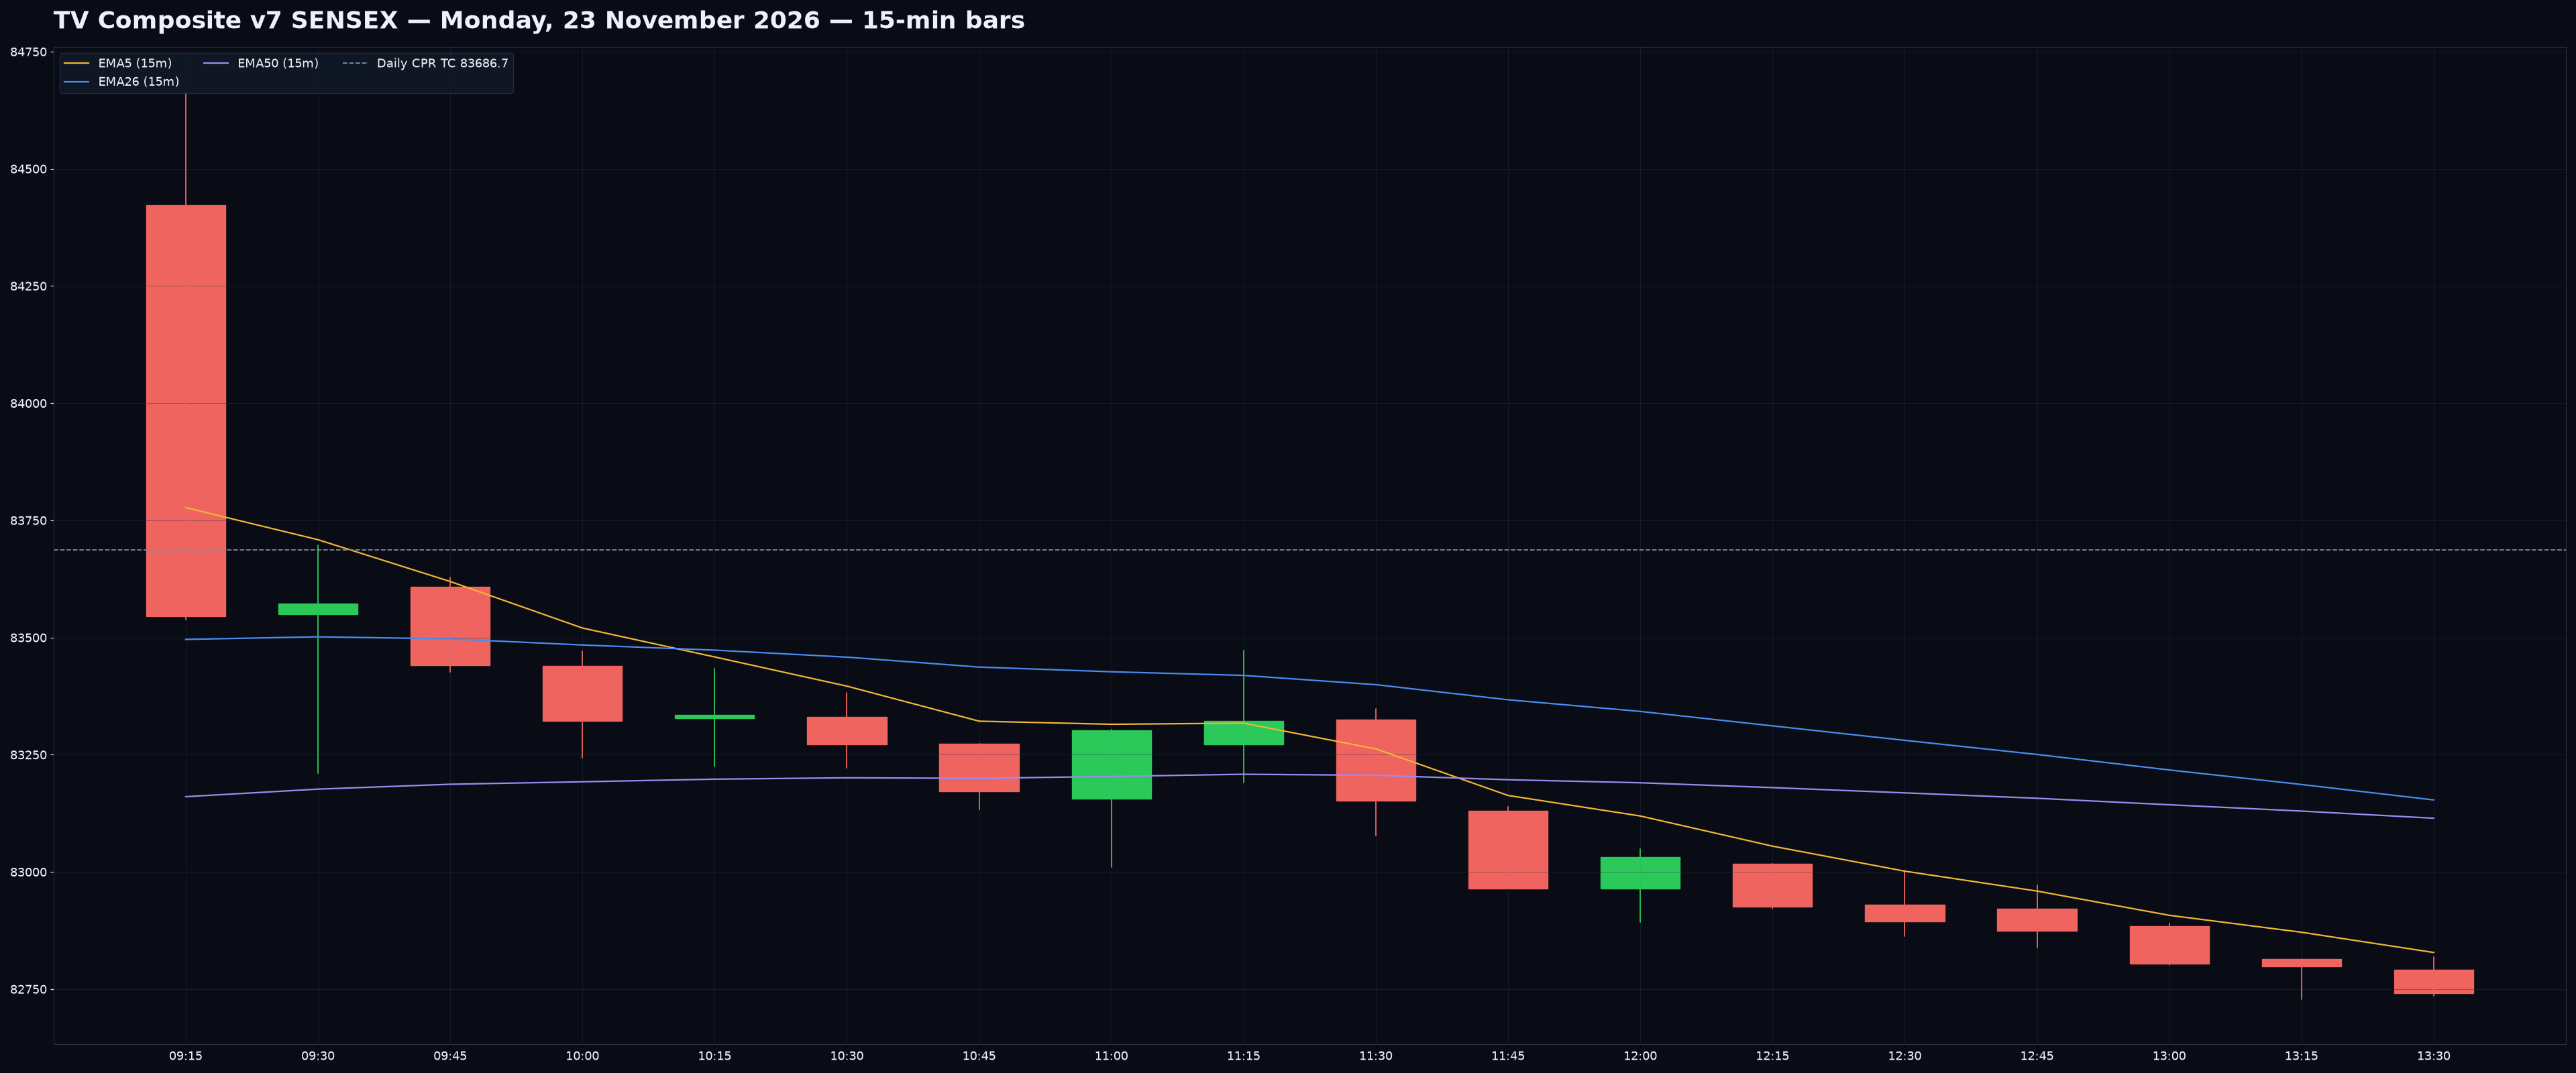 TV Composite v7 SENSEX — Monday, 23 November 2026 — 15-min bars
EMA5 (15m) EMA50 (15m) Daily CPR TC 83686.7
EMA26 (15m)
84750
84500
84250
84000
83750
83500
83250
83000
82750
09:15 09:30 09:45 10:00 10:15 10:30 10:45 11:00 11:15 11:30 11:45 12:00 12:15 12:30 12:45 13:00 13:15 13:30